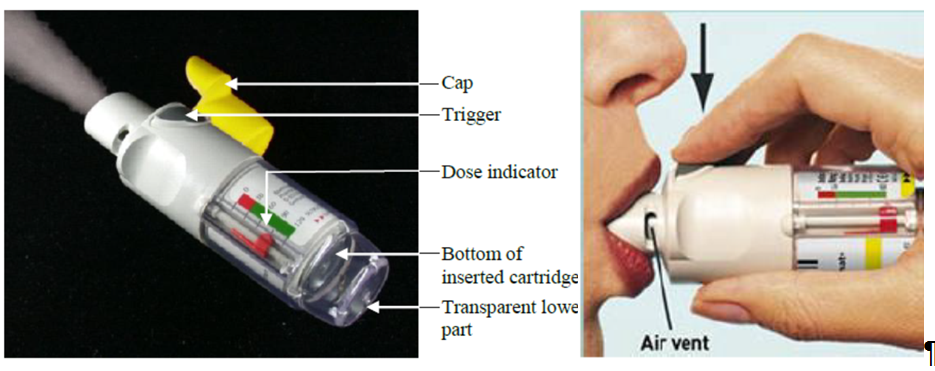 Cap
Trigger
Dose indicator
Bottom of
inserted cartridge
Transparent lowe
part
Air vent
¶